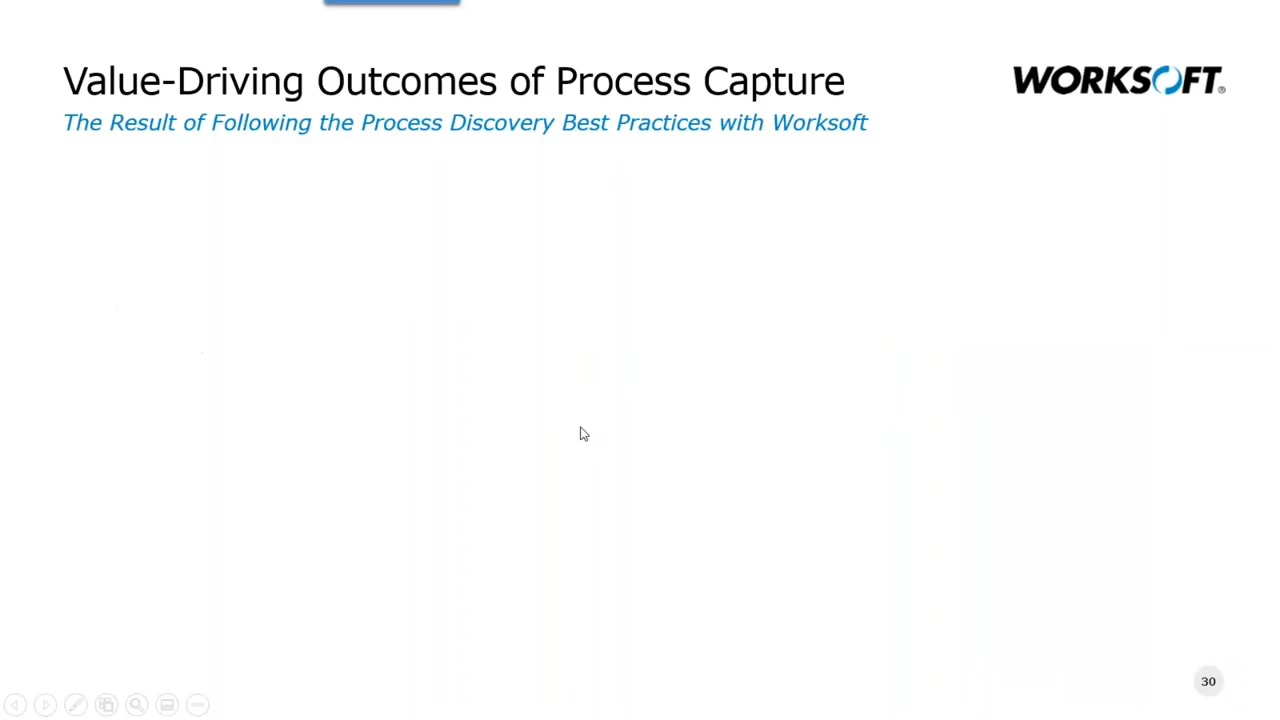 Value-Driving Outcomes of Process Capture
WORKSOFT®
The Result of Following the Process Discovery Best Practices with Worksoft
30